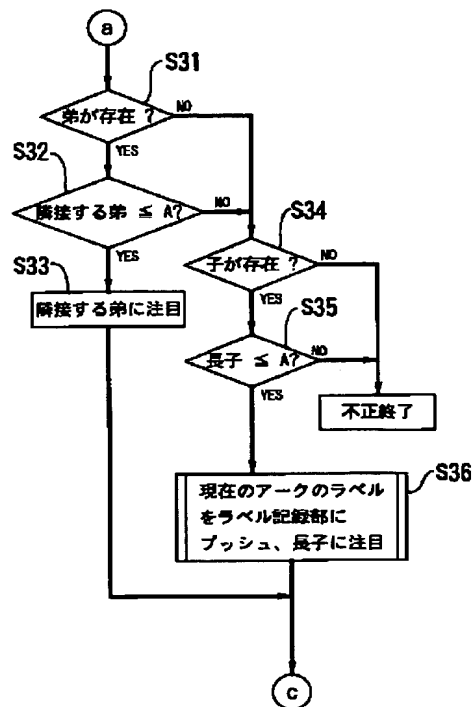 a
S31
弟が存在 ?
NO
YES
S32
隣接する弟 ≦ A?
NO
YES
S33
隣接する弟に注目
S34
子が存在 ?
NO
YES
S35
長子 ≦ A?
NO
YES
不正終了
S36
現在のアークのラベル
をラベル記録部に
プッシュ、長子に注目
c